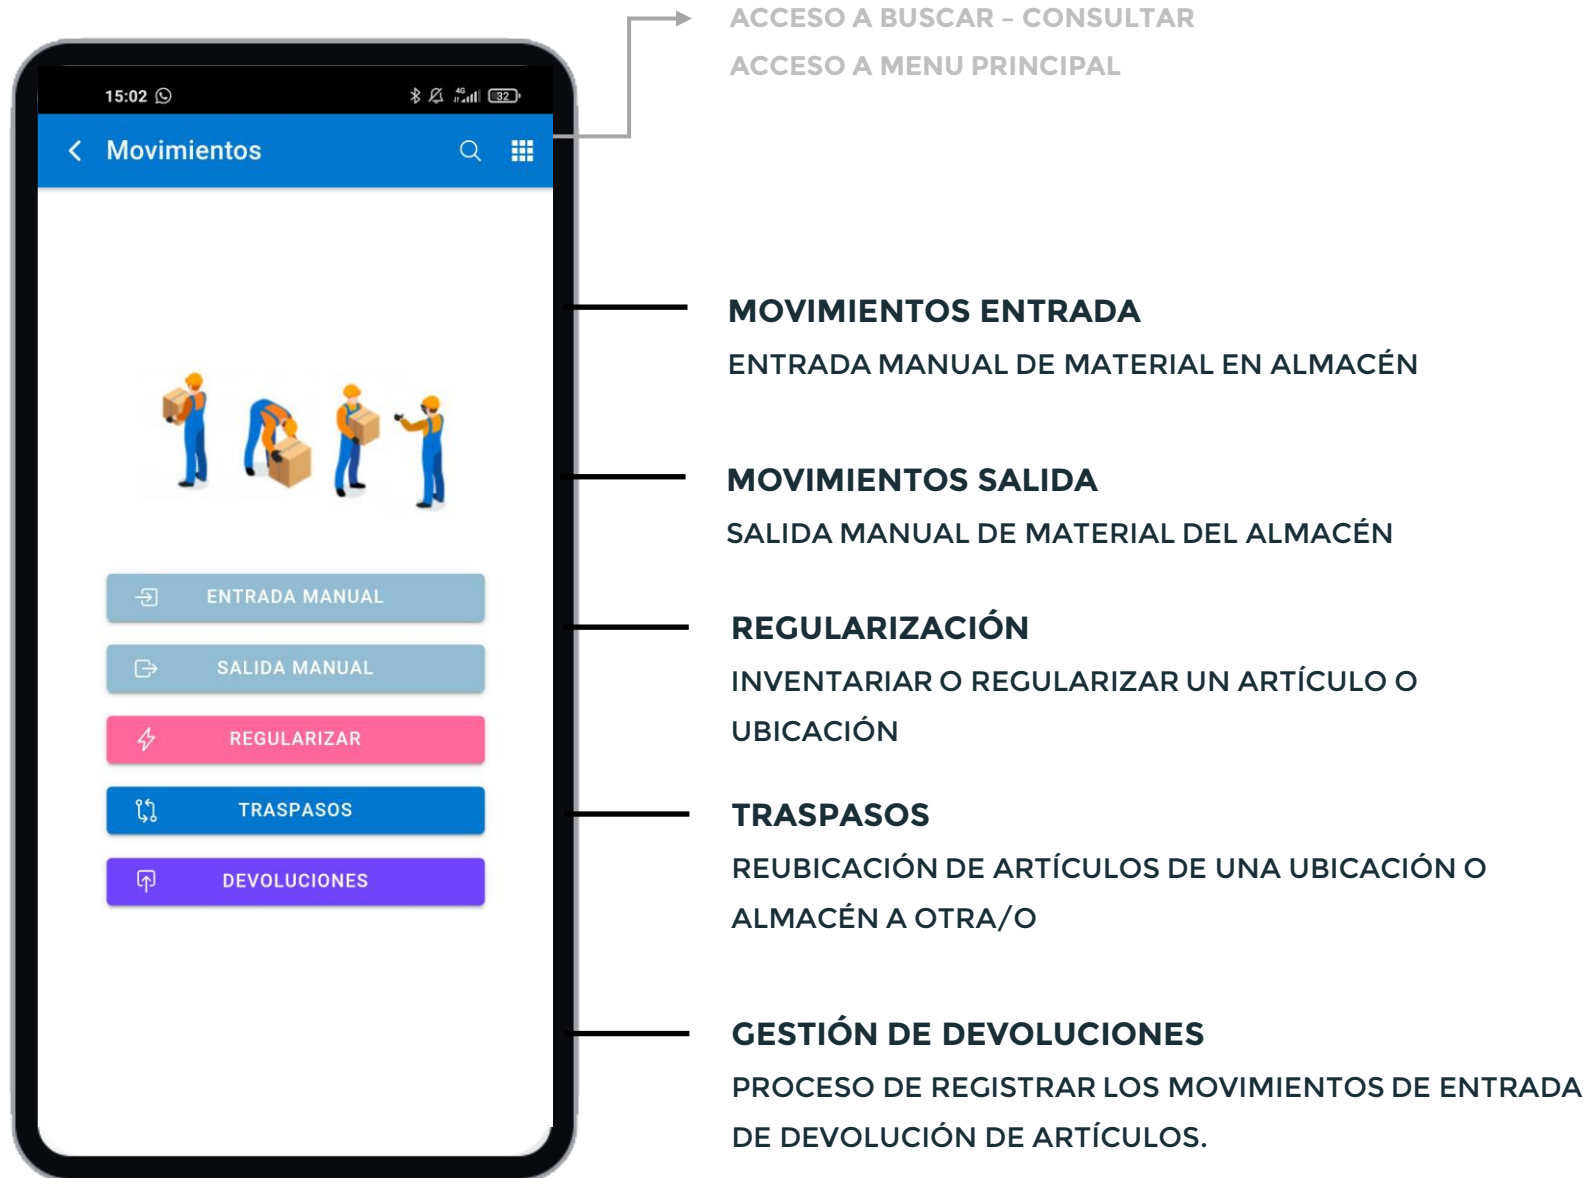 ACCESO A BUSCAR – CONSULTAR
ACCESO A MENU PRINCIPAL
15:02
4G
32
Movimientos
MOVIMIENTOS ENTRADA
ENTRADA MANUAL DE MATERIAL EN ALMACÉN
MOVIMIENTOS SALIDA
SALIDA MANUAL DE MATERIAL DEL ALMACÉN
ENTRADA MANUAL
SALIDA MANUAL
REGULARIZAR
TRASPASOS
DEVOLUCIONES
REGULARIZACIÓN
INVENTARIAR O REGULARIZAR UN ARTÍCULO O
UBICACIÓN
TRASPASOS
REUBICACIÓN DE ARTÍCULOS DE UNA UBICACIÓN O
ALMACÉN A OTRA/O
GESTIÓN DE DEVOLUCIONES
PROCESO DE REGISTRAR LOS MOVIMIENTOS DE ENTRADA
DE DEVOLUCIÓN DE ARTÍCULOS.